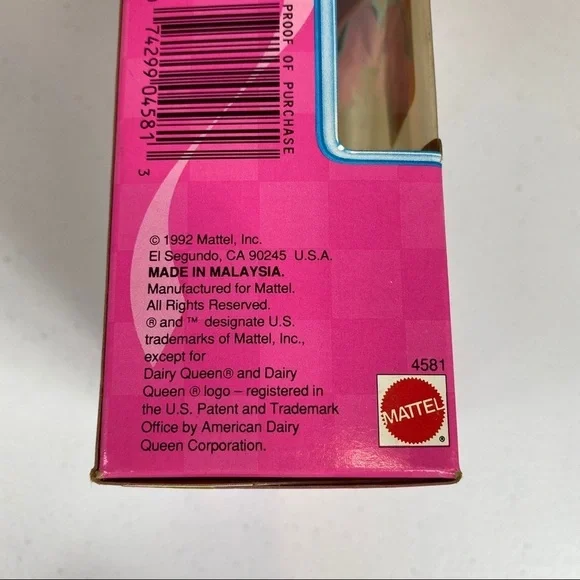 PROOF OF PURCHASE
74299 04581 3
© 1992 Mattel, Inc.
El Segundo, CA 90245 U.S.A.
MADE IN MALAYSIA.
Manufactured for Mattel.
All Rights Reserved.
® and ™ designate U.S.
trademarks of Mattel, Inc.,
except for
Dairy Queen® and Dairy
Queen ® logo – registered in
the U.S. Patent and Trademark
Office by American Dairy
Queen Corporation.
4581
MATTEL
®